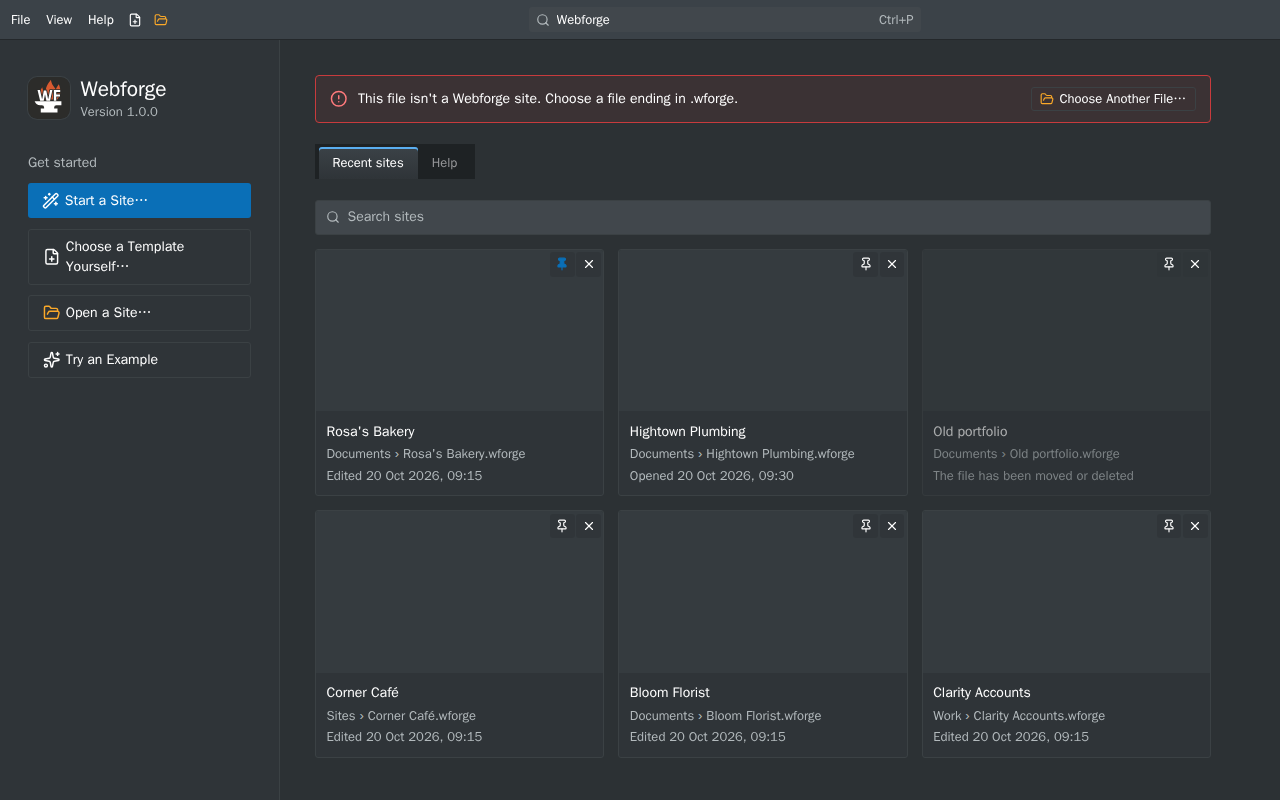 File View Help
Webforge Ctrl+P
WF
Webforge
Version 1.0.0
Get started
Start a Site…
Choose a Template
Yourself…
Open a Site…
Try an Example
This file isn't a Webforge site. Choose a file ending in .wforge.
Choose Another File…
Recent sites Help
Search sites
Rosa's Bakery
Documents › Rosa's Bakery.wforge
Edited 20 Oct 2026, 09:15
Hightown Plumbing
Documents › Hightown Plumbing.wforge
Opened 20 Oct 2026, 09:30
Old portfolio
Documents › Old portfolio.wforge
The file has been moved or deleted
Corner Café
Sites › Corner Café.wforge
Edited 20 Oct 2026, 09:15
Bloom Florist
Documents › Bloom Florist.wforge
Edited 20 Oct 2026, 09:15
Clarity Accounts
Work › Clarity Accounts.wforge
Edited 20 Oct 2026, 09:15